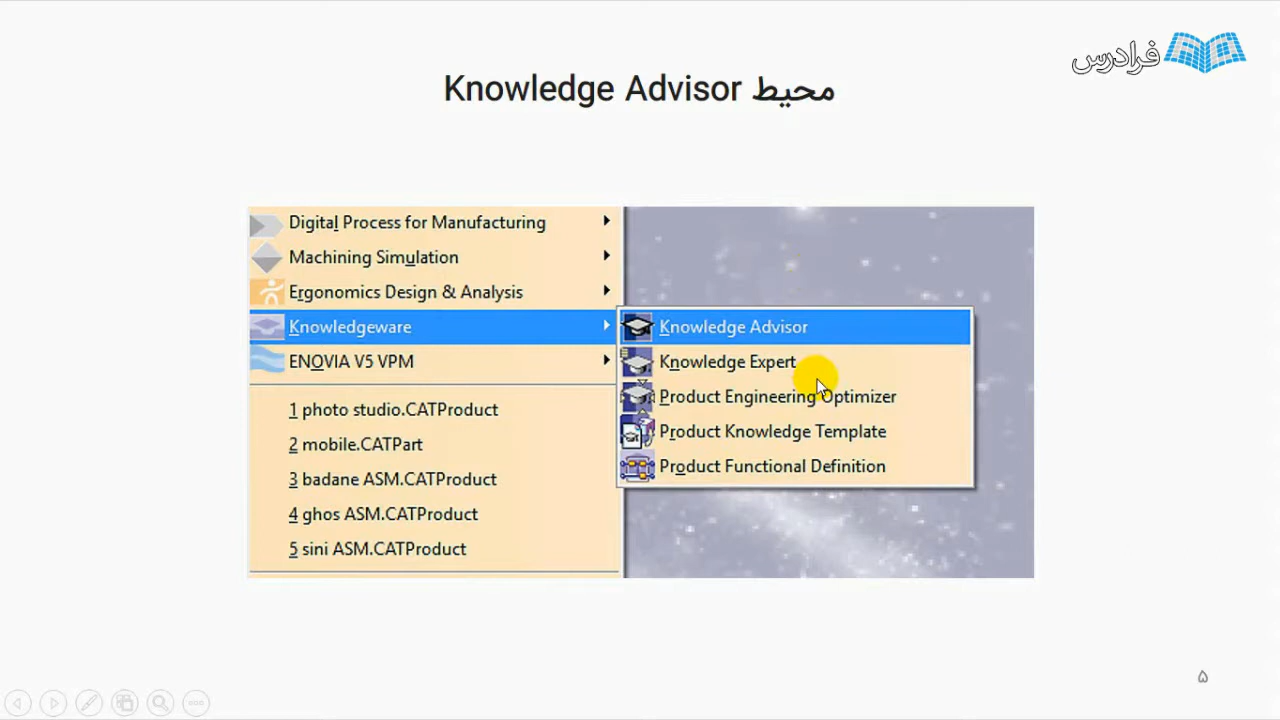 فرادرس
محیط Knowledge Advisor
Digital Process for Manufacturing
Machining Simulation
Ergonomics Design & Analysis
Knowledgeware
ENOVIA V5 VPM
1 photo studio.CATProduct
2 mobile.CATPart
3 badane ASM.CATProduct
4 ghos ASM.CATProduct
5 sini ASM.CATProduct
Knowledge Advisor
Knowledge Expert
Product Engineering Optimizer
Product Knowledge Template
Product Functional Definition
۵